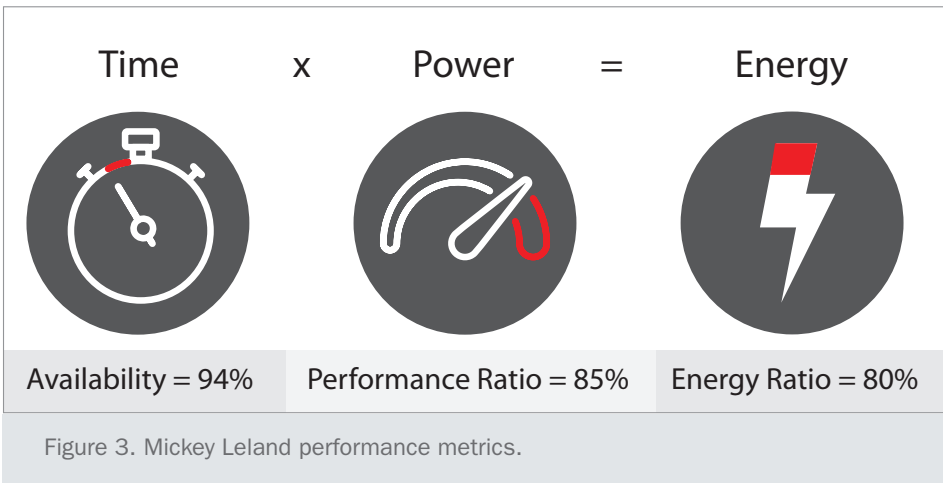 Time x Power = Energy
Availability = 94% Performance Ratio = 85% Energy Ratio = 80%
Figure 3. Mickey Leland performance metrics.